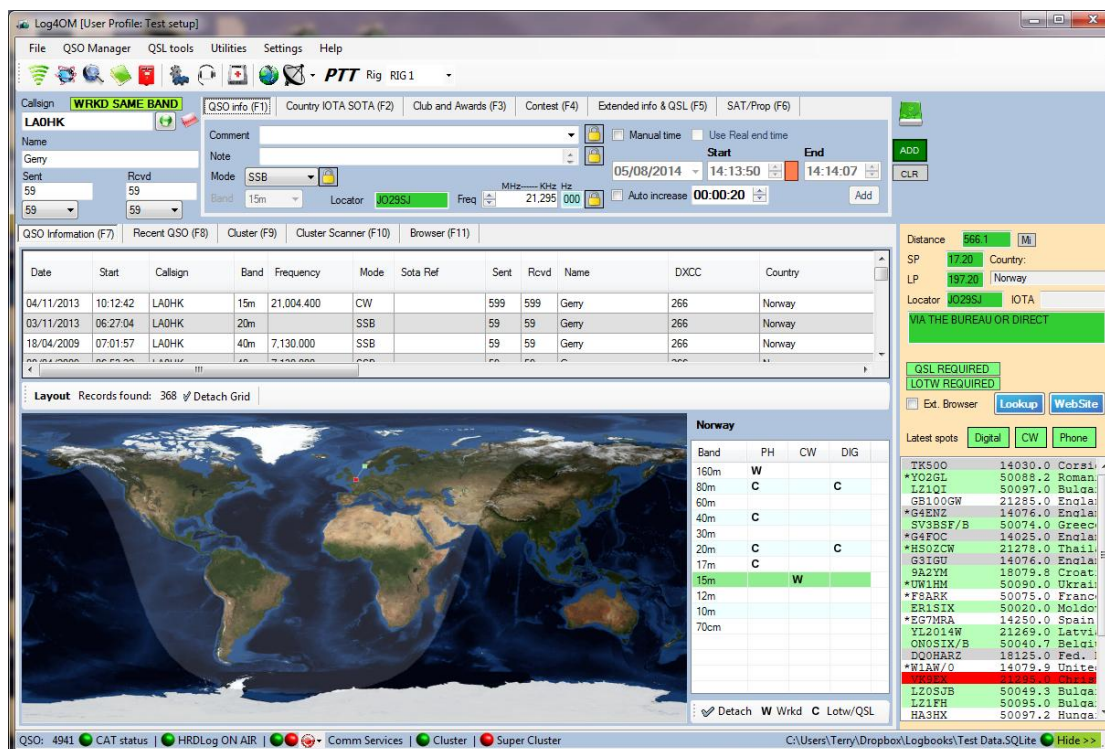 Log4OM [User Profile: Test setup]
File QSO Manager QSL tools Utilities Settings Help
PTT Rig RIG 1
Callsign WRKD SAME BAND
LA0HK
Name
Gerry
Sent Rcvd
59 59
59 59
QSO info (F1) Country IOTA SOTA (F2) Club and Awards (F3) Contest (F4) Extended info & QSL (F5) SAT/Prop (F6)
Comment
Note
Mode SSB
Band 15m Locator JO29SJ Freq MHz------ KHz Hz 21,295 000
Manual time Use Real end time
Start End
05/08/2014 14:13:50 14:14:07
Auto increase 00:00:20 Add
ADD
CLR
QSO Information (F7) Recent QSO (F8) Cluster (F9) Cluster Scanner (F10) Browser (F11)
Date Start Callsign Band Frequency Mode Sota Ref Sent Rcvd Name DXCC Country
04/11/2013 10:12:42 LA0HK 15m 21,004.400 CW 599 599 Gerry 266 Norway
03/11/2013 06:27:04 LA0HK 20m SSB 59 59 Gerry 266 Norway
18/04/2009 07:01:57 LA0HK 40m 7,130.000 SSB 59 59 Gerry 266 Norway
Layout Records found: 368 Detach Grid
Distance 566.1 Mi
SP 17.20 Country:
LP 197.20 Norway
Locator JO29SJ IOTA
VIA THE BUREAU OR DIRECT
QSL REQUIRED
LOTW REQUIRED
Ext. Browser Lookup WebSite
Latest spots Digital CW Phone
Norway
Band PH CW DIG
160m W
80m C C
60m
40m C
30m
20m C C
17m C
15m W
12m
10m
70cm
Detach W Wrkd C Lotw/QSL
TK5OO 14030.0 Corsi
*YO2GL 50088.2 Roman
LZ1QI 50097.0 Bulga
GB100GW 21285.0 Engla
*G4ENZ 14076.0 Engla
SV3BSF/B 50074.0 Greec
*G4FOC 14025.0 Engla
*HS0ZCW 21278.0 Thail
G3IGU 14076.0 Engla
9A2YM 18079.8 Croat
*UW1HM 50090.0 Ukrai
*F8ARK 50075.0 Franc
ER1SIX 50020.0 Moldo
*EG7MRA 14250.0 Spain
YL2014W 21269.0 Latvi
ON0SIX/B 50040.7 Belgi
DQ0HARZ 18125.0 Fed.
*W1AW/0 14079.9 Unite
VK9EX 21295.0 Chris
LZ0SJB 50049.3 Bulga
LZ1FH 50095.0 Bulga
HA3HX 50097.2 Hunga
QSO: 4941 CAT status | HRDLog ON AIR | Comm Services | Cluster | Super Cluster C:\Users\Terry\Dropbox\Logbooks\Test Data.SQLite Hide >>